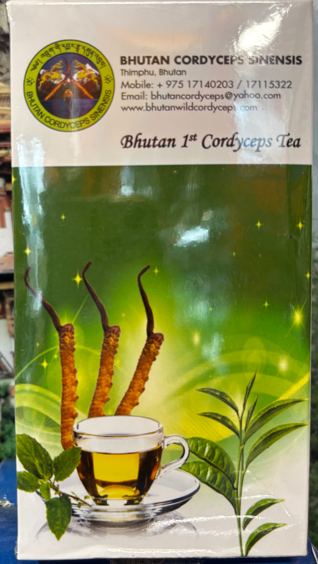 BHUTAN CORDYCEPS SINENSIS
BHUTAN CORDYCEPS SINENSIS
Thimphu, Bhutan
Mobile: + 975 17140203 / 17115322
Email: bhutancordyceps@yahoo.com
www.bhutanwildcordyceps.com
Bhutan 1st Cordyceps Tea